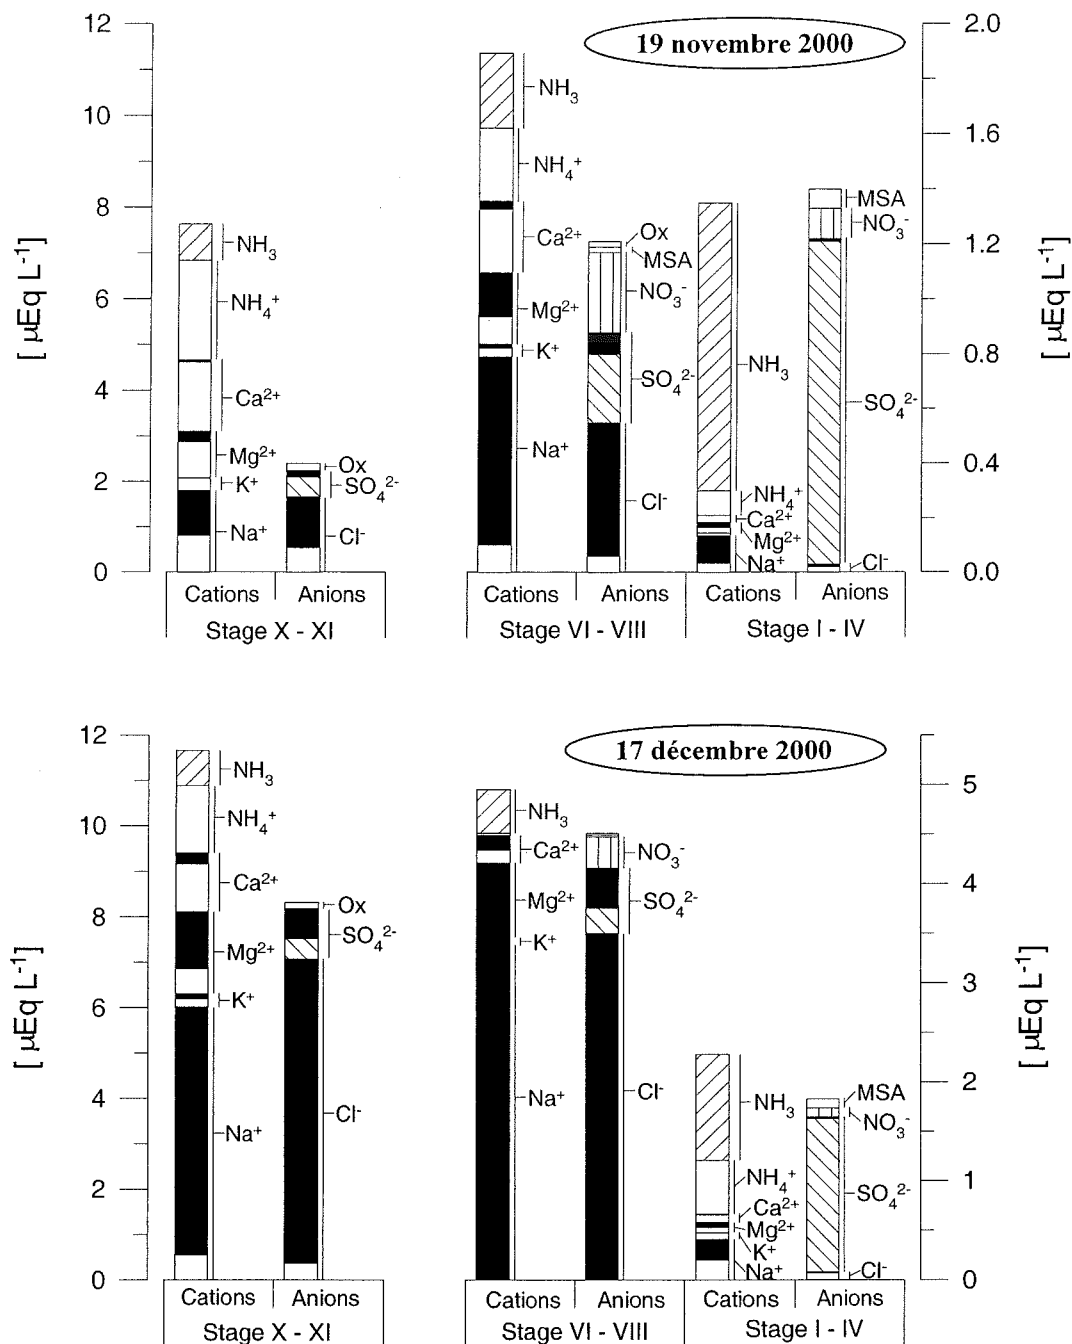 12
10
8
6
4
2
0
[ µEq L⁻¹]
19 novembre 2000
2.0
1.6
1.2
0.8
0.4
0.0
[ µEq L⁻¹]
NH₃
NH₄⁺
Ca²⁺
Mg²⁺
K⁺
Na⁺
Ox
SO₄²⁻
Cl⁻
NH₃
NH₄⁺
Ca²⁺
Mg²⁺
K⁺
Na⁺
Ox
MSA
NO₃⁻
SO₄²⁻
Cl⁻
NH₃
NH₄⁺
Ca²⁺
Mg²⁺
Na⁺
MSA
NO₃⁻
SO₄²⁻
Cl⁻
Cations Anions
Stage X - XI
Cations Anions
Stage VI - VIII
Cations Anions
Stage I - IV
12
10
8
6
4
2
0
[ µEq L⁻¹]
17 décembre 2000
5
4
3
2
1
0
[ µEq L⁻¹]
NH₃
NH₄⁺
Ca²⁺
Mg²⁺
K⁺
Na⁺
Ox
SO₄²⁻
Cl⁻
NH₃
Ca²⁺
Mg²⁺
K⁺
Na⁺
NO₃⁻
SO₄²⁻
Cl⁻
NH₃
NH₄⁺
Ca²⁺
Mg²⁺
K⁺
Na⁺
MSA
NO₃⁻
SO₄²⁻
Cl⁻
Cations Anions
Stage X - XI
Cations Anions
Stage VI - VIII
Cations Anions
Stage I - IV